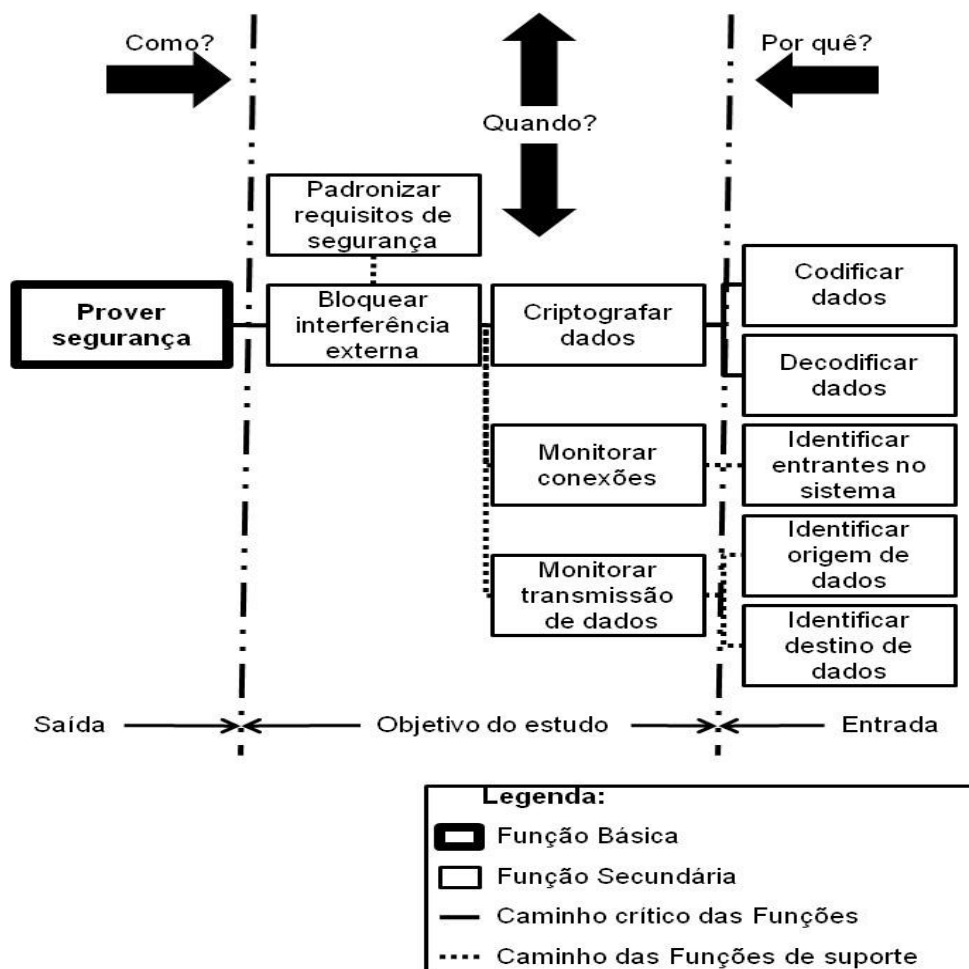 Como?
Por quê?
Quando?
Padronizar
requisitos de
segurança
Prover
segurança
Bloquear
interferência
externa
Criptografar
dados
Codificar
dados
Decodificar
dados
Monitorar
conexões
Identificar
entrantes no
sistema
Monitorar
transmissão
de dados
Identificar
origem de
dados
Identificar
destino de
dados
Saída
Objetivo do estudo
Entrada
Legenda:
Função Básica
Função Secundária
Caminho crítico das Funções
Caminho das Funções de suporte